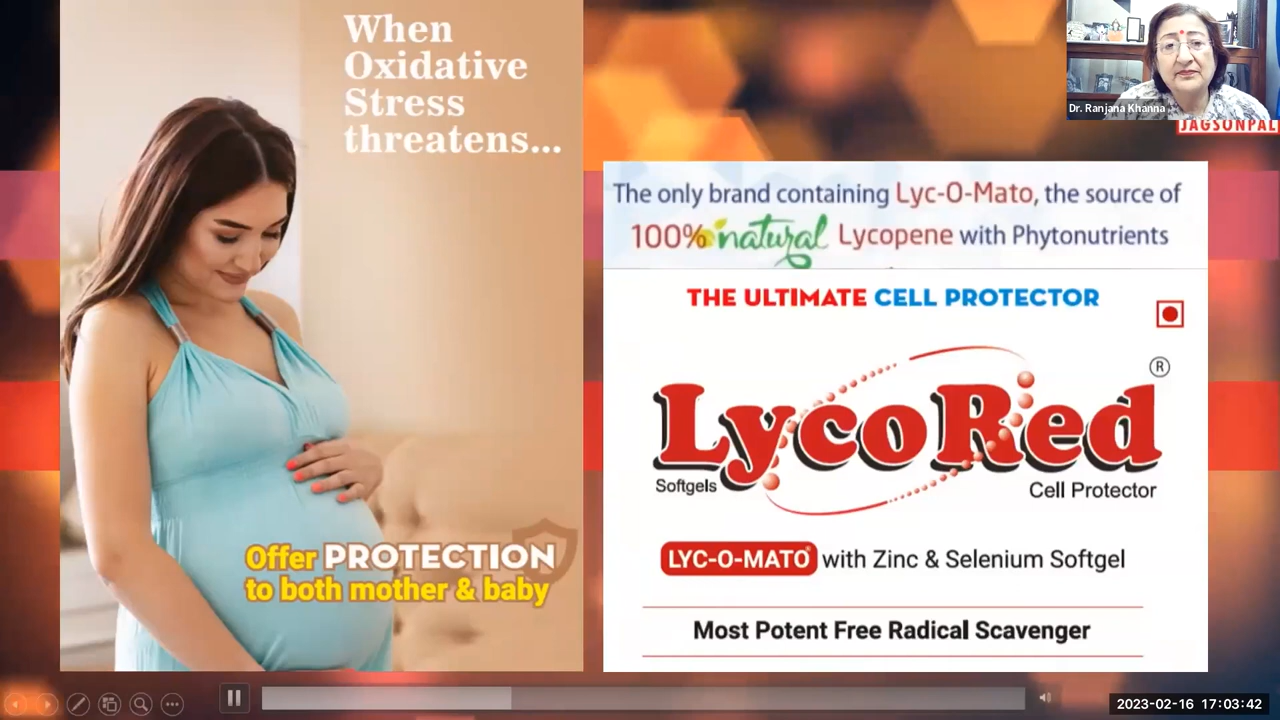 When
Oxidative
Stress
threatens...
Offer PROTECTION
to both mother & baby
Dr. Ranjana Khanna
JAGSONPAL
The only brand containing Lyc-O-Mato, the source of
100% natural Lycopene with Phytonutrients
THE ULTIMATE CELL PROTECTOR
LycoRed ®
Softgels
Cell Protector
LYC-O-MATO® with Zinc & Selenium Softgel
Most Potent Free Radical Scavenger
2023-02-16 17:03:42